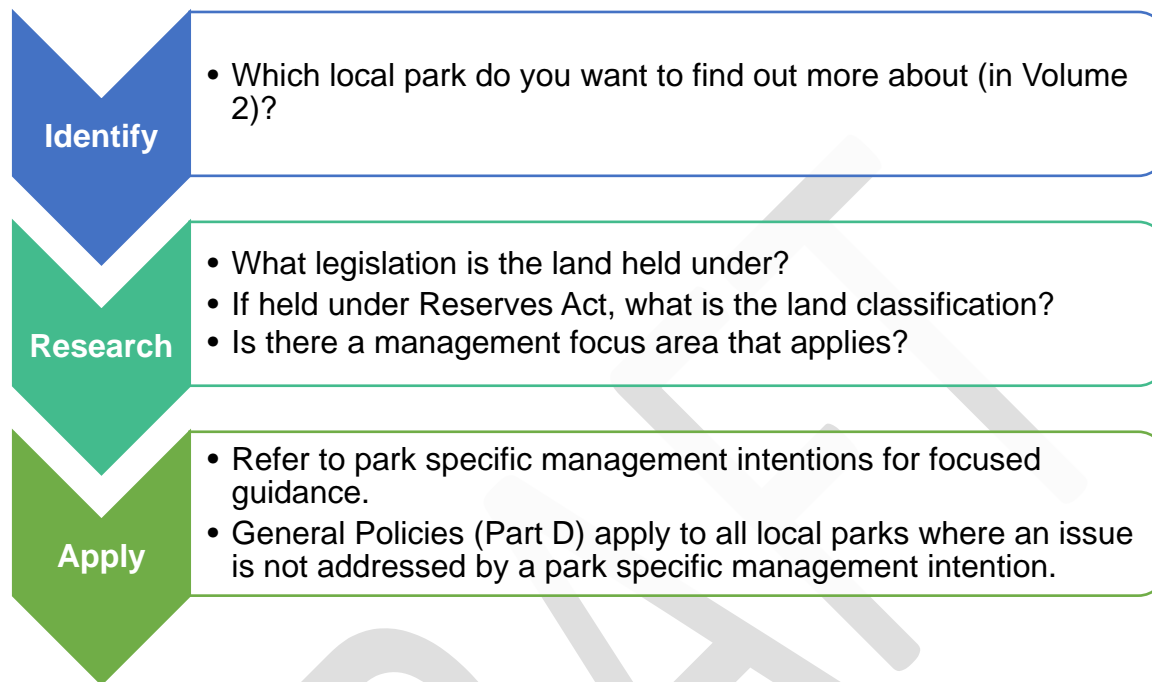 Identify
• Which local park do you want to find out more about (in Volume
2)?
Research
• What legislation is the land held under?
• If held under Reserves Act, what is the land classification?
• Is there a management focus area that applies?
Apply
• Refer to park specific management intentions for focused
guidance.
• General Policies (Part D) apply to all local parks where an issue
is not addressed by a park specific management intention.
DRAFT